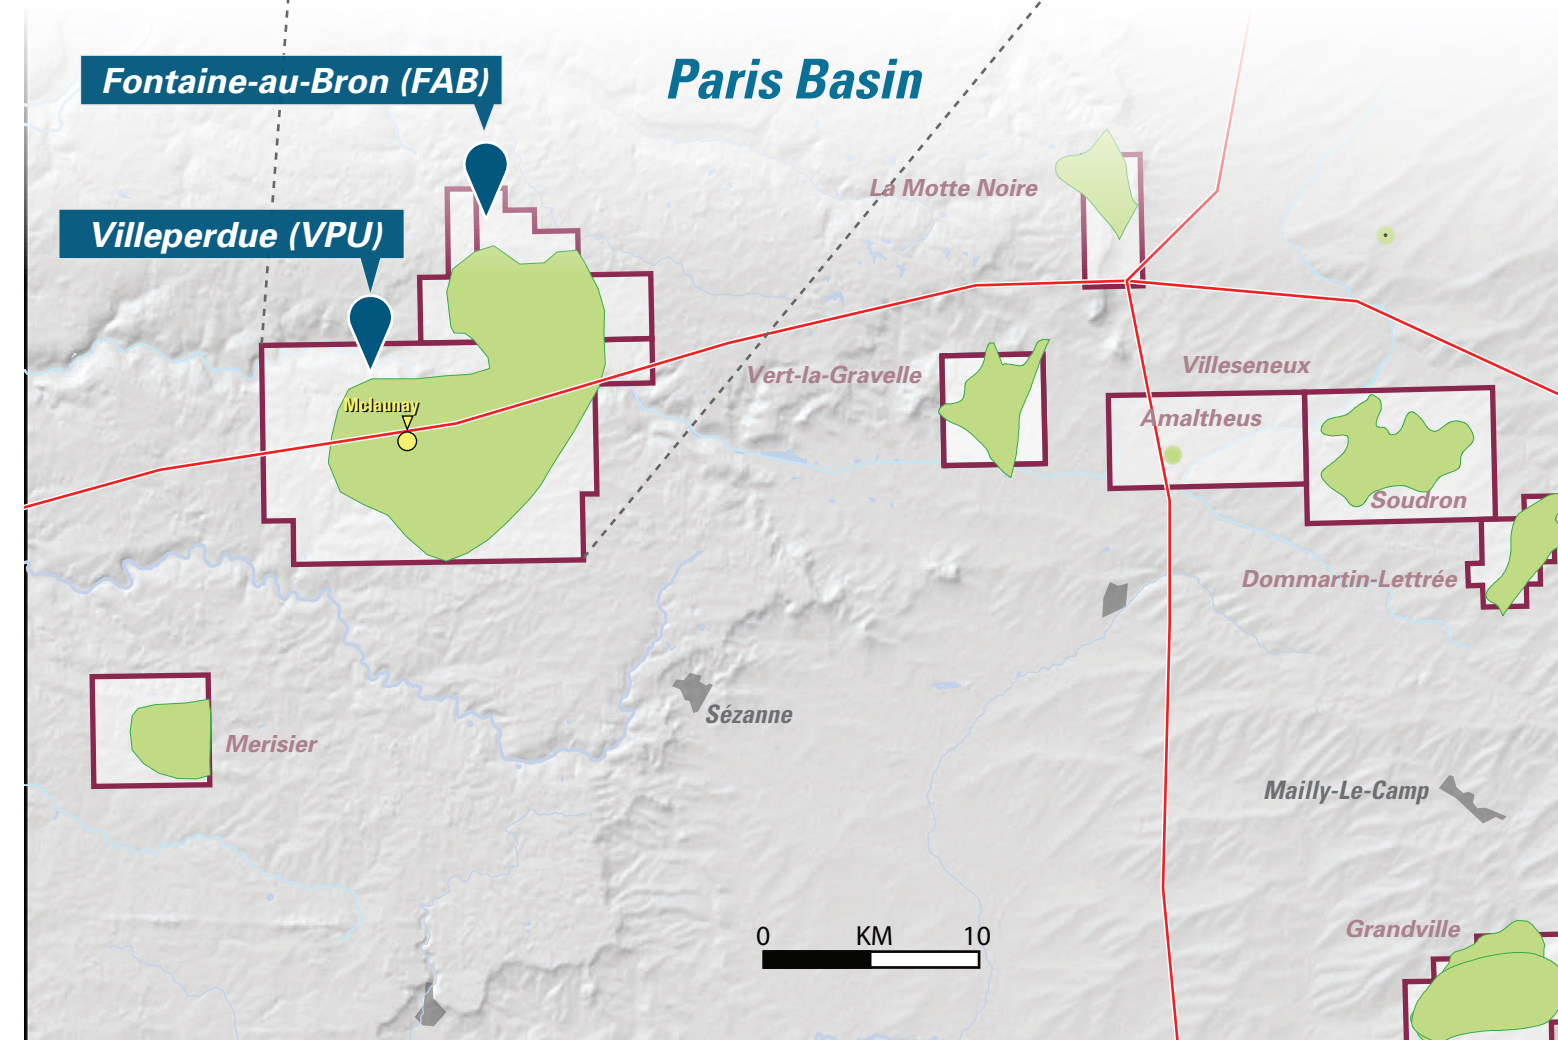 Fontaine-au-Bron (FAB)
Paris Basin
La Motte Noire
Villeperdue (VPU)
Villeseneux
Vert-la-Gravelle
Mclaunay
Amaltheus
Soudron
Dommartin-Lettrée
Sézanne
Merisier
Mailly-Le-Camp
Grandville
0 KM 10